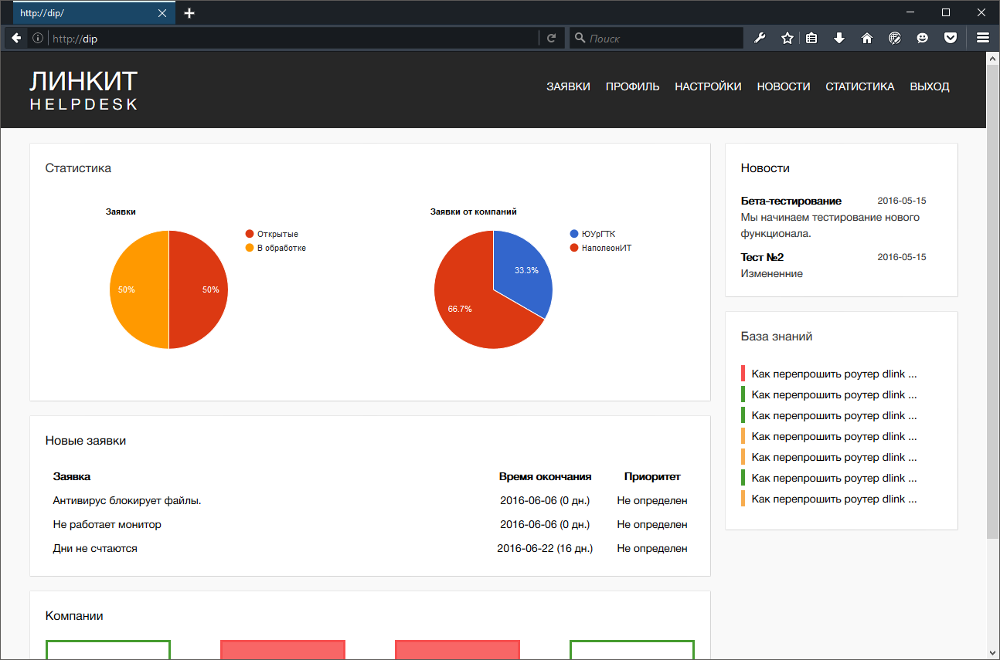 http://dip/
http://dip
Поиск
ЛИНКИТ
HELPDESK
ЗАЯВКИ ПРОФИЛЬ НАСТРОЙКИ НОВОСТИ СТАТИСТИКА ВЫХОД
Статистика
Заявки
Открытые
В обработке
50% 50%
Заявки от компаний
ЮУрГТК
НаполеонИТ
33.3%
66.7%
Новые заявки
Заявка Время окончания Приоритет
Антивирус блокирует файлы. 2016-06-06 (0 дн.) Не определен
Не работает монитор 2016-06-06 (0 дн.) Не определен
Дни не счтаются 2016-06-22 (16 дн.) Не определен
Компании
Новости
Бета-тестирование 2016-05-15
Мы начинаем тестирование нового
функционала.
Тест №2 2016-05-15
Измененние
База знаний
Как перепрошить роутер dlink ...
Как перепрошить роутер dlink ...
Как перепрошить роутер dlink ...
Как перепрошить роутер dlink ...
Как перепрошить роутер dlink ...
Как перепрошить роутер dlink ...
Как перепрошить роутер dlink ...